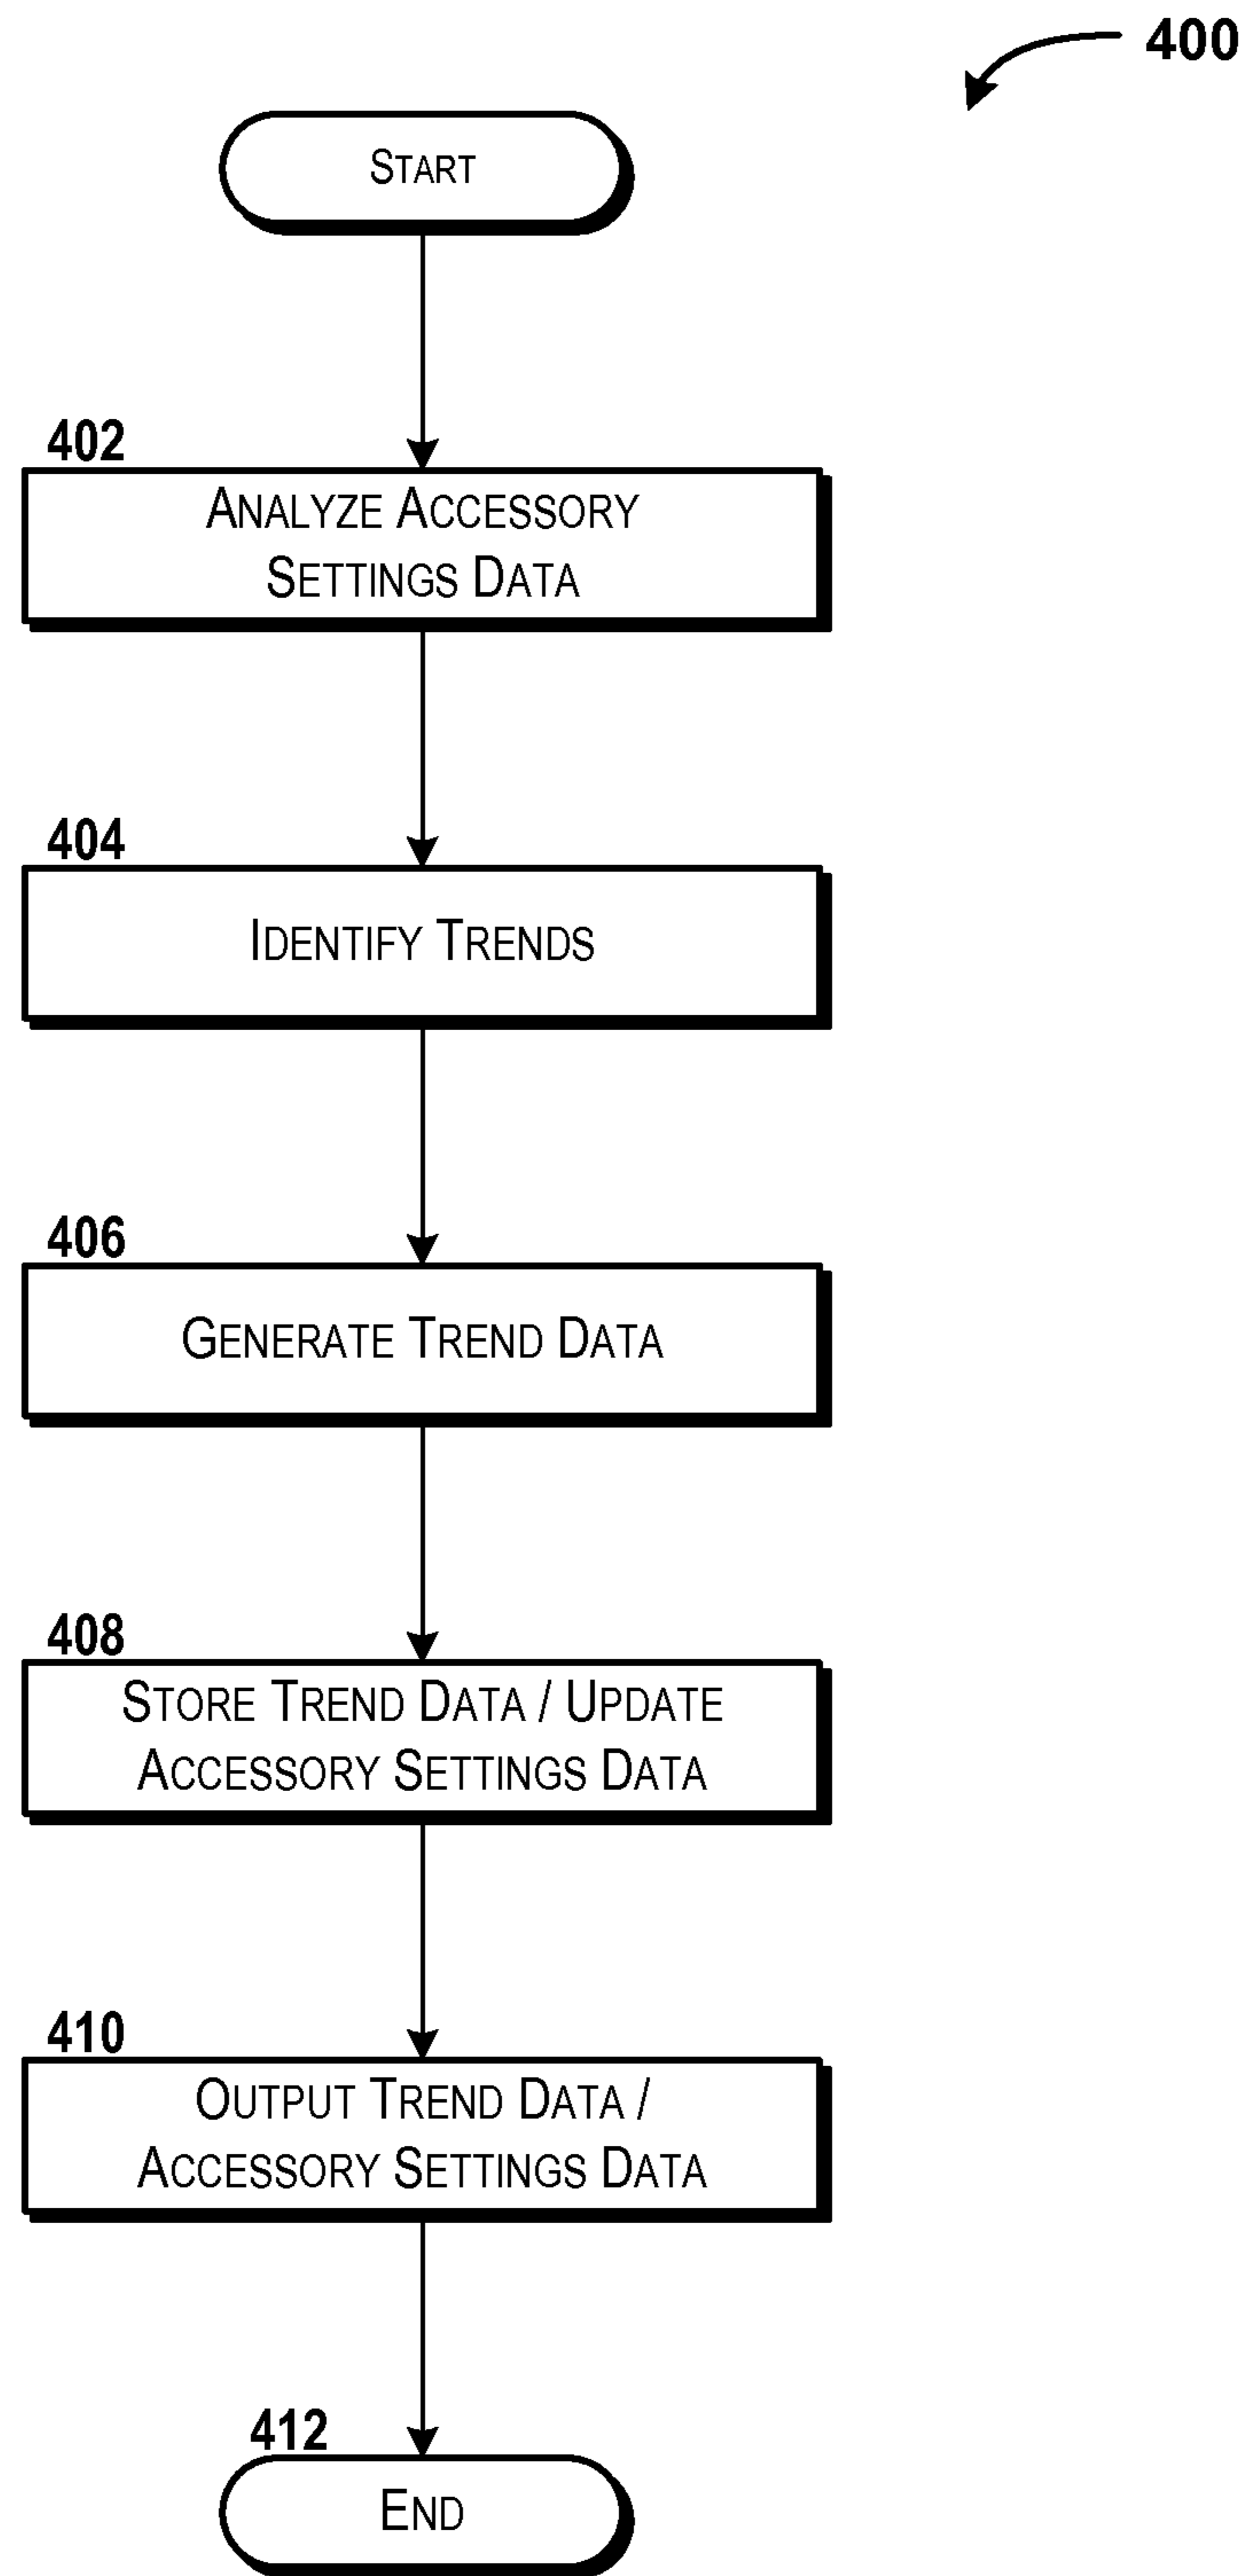 400
START
402
ANALYZE ACCESSORY
SETTINGS DATA
404
IDENTIFY TRENDS
406
GENERATE TREND DATA
408
STORE TREND DATA / UPDATE
ACCESSORY SETTINGS DATA
410
OUTPUT TREND DATA /
ACCESSORY SETTINGS DATA
412
END